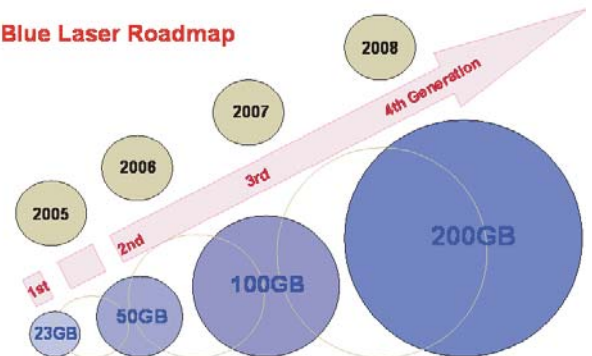 Blue Laser Roadmap
2008
4th Generation
2007
3rd
2006
2nd
2005
1st
200GB
100GB
50GB
23GB